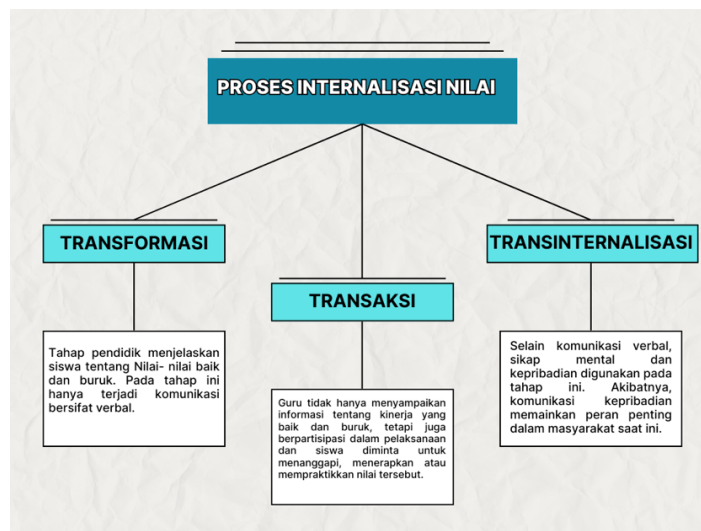 PROSES INTERNALISASI NILAI
TRANSFORMASI
Tahap pendidik menjelaskan
siswa tentang Nilai- nilai baik
dan buruk. Pada tahap ini
hanya terjadi komunikasi
bersifat verbal.
TRANSAKSI
Guru tidak hanya menyampaikan
informasi tentang kinerja yang
baik dan buruk, tetapi juga
berpartisipasi dalam pelaksanaan
dan siswa diminta untuk
menanggapi, menerapkan atau
mempraktikkan nilai tersebut.
TRANSINTERNALISASI
Selain komunikasi verbal,
sikap mental dan
kepribadian digunakan pada
tahap ini. Akibatnya,
komunikasi kepribadian
memainkan peran penting
dalam masyarakat saat ini.